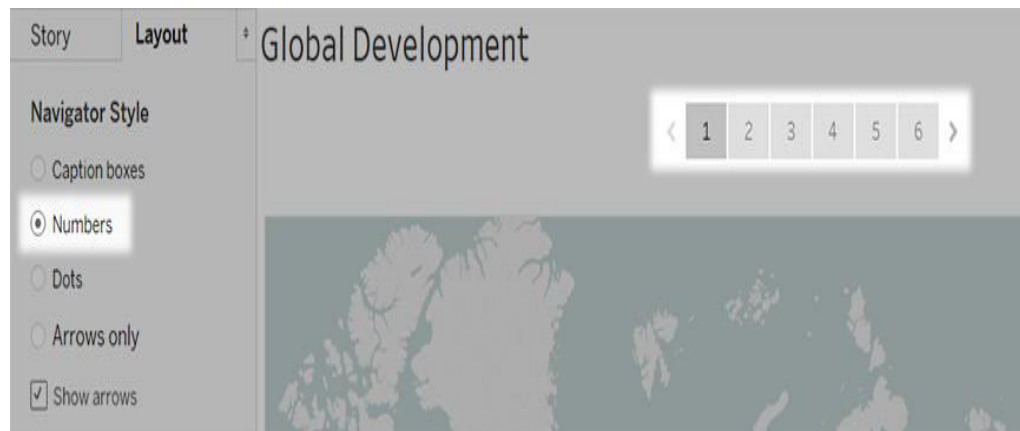 Story Layout
Global Development
Navigator Style
1 2 3 4 5 6
Caption boxes
Numbers
Dots
Arrows only
Show arrows